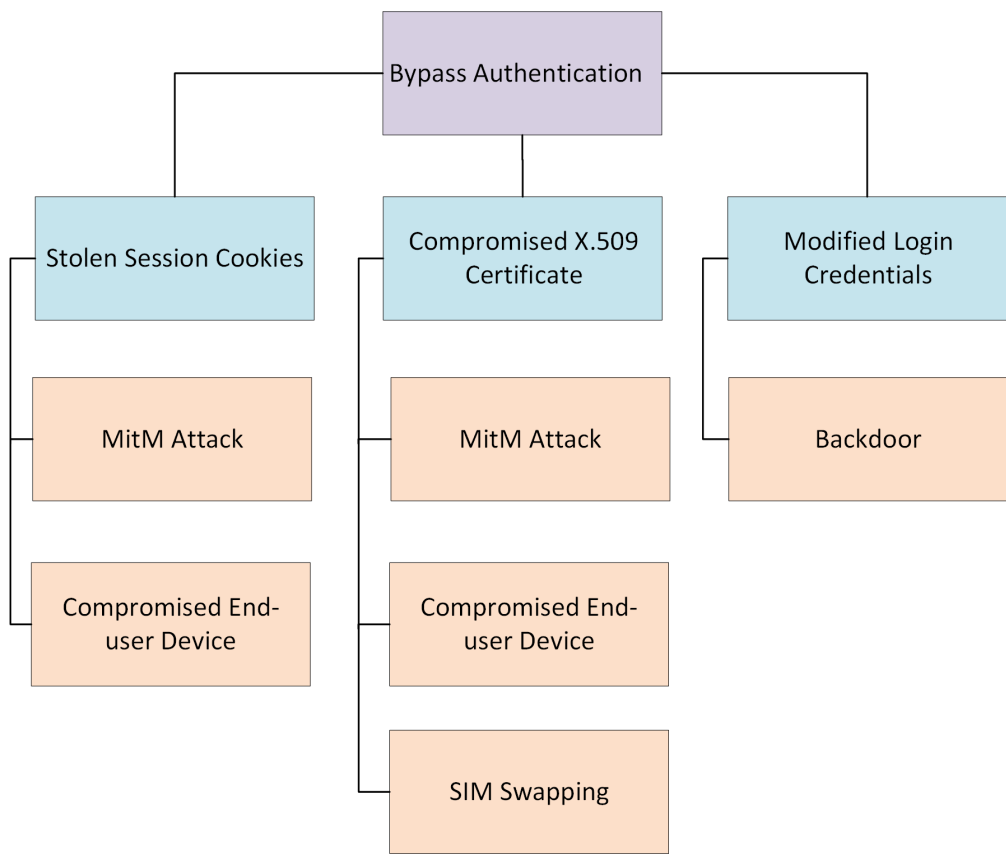 Bypass Authentication
Stolen Session Cookies
Compromised X.509
Certificate
Modified Login
Credentials
MitM Attack
MitM Attack
Backdoor
Compromised End-
user Device
Compromised End-
user Device
SIM Swapping